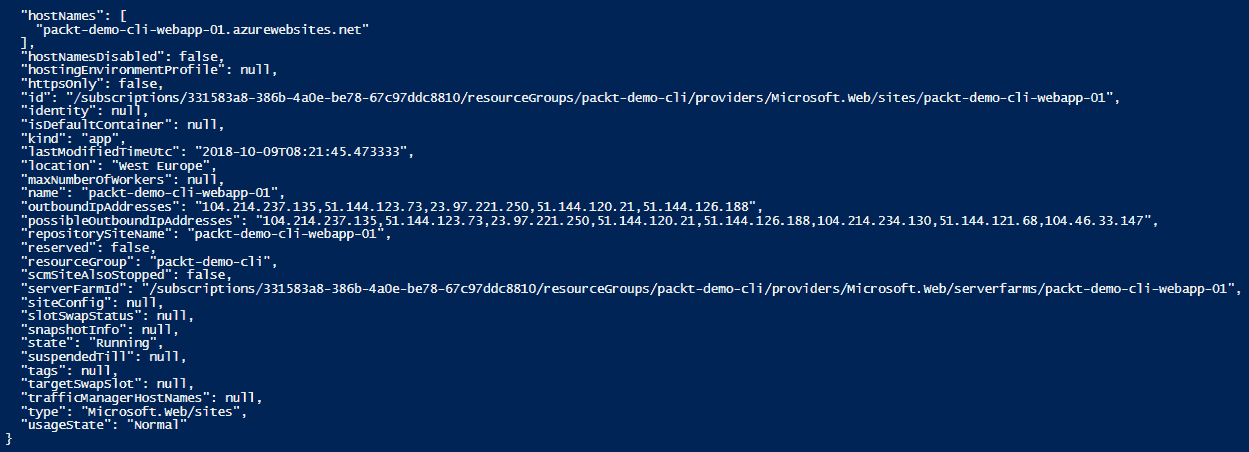 "hostNames": [
"packt-demo-cli-webapp-01.azurewebsites.net"
],
"hostNamesDisabled": false,
"hostingEnvironmentProfile": null,
"httpsOnly": false,
"id": "/subscriptions/331583a8-386b-4a0e-be78-67c97ddc8810/resourceGroups/packt-demo-cli/providers/Microsoft.Web/sites/packt-demo-cli-webapp-01",
"identity": null,
"isDefaultContainer": null,
"kind": "app",
"lastModifiedTimeUtc": "2018-10-09T08:21:45.473333",
"location": "West Europe",
"maxNumberOfWorkers": null,
"name": "packt-demo-cli-webapp-01",
"outboundIpAddresses": "104.214.237.135,51.144.123.73,23.97.221.250,51.144.120.21,51.144.126.188",
"possibleOutboundIpAddresses": "104.214.237.135,51.144.123.73,23.97.221.250,51.144.120.21,51.144.126.188,104.214.234.130,51.144.121.68,104.46.33.147",
"repositorySiteName": "packt-demo-cli-webapp-01",
"reserved": false,
"resourceGroup": "packt-demo-cli",
"scmSiteAlsoStopped": false,
"serverFarmId": "/subscriptions/331583a8-386b-4a0e-be78-67c97ddc8810/resourceGroups/packt-demo-cli/providers/Microsoft.Web/serverfarms/packt-demo-cli-webapp-01",
"siteConfig": null,
"slotSwapStatus": null,
"snapshotInfo": null,
"state": "Running",
"suspendedTill": null,
"tags": null,
"targetSwapSlot": null,
"trafficManagerHostNames": null,
"type": "Microsoft.Web/sites",
"usageState": "Normal"
}